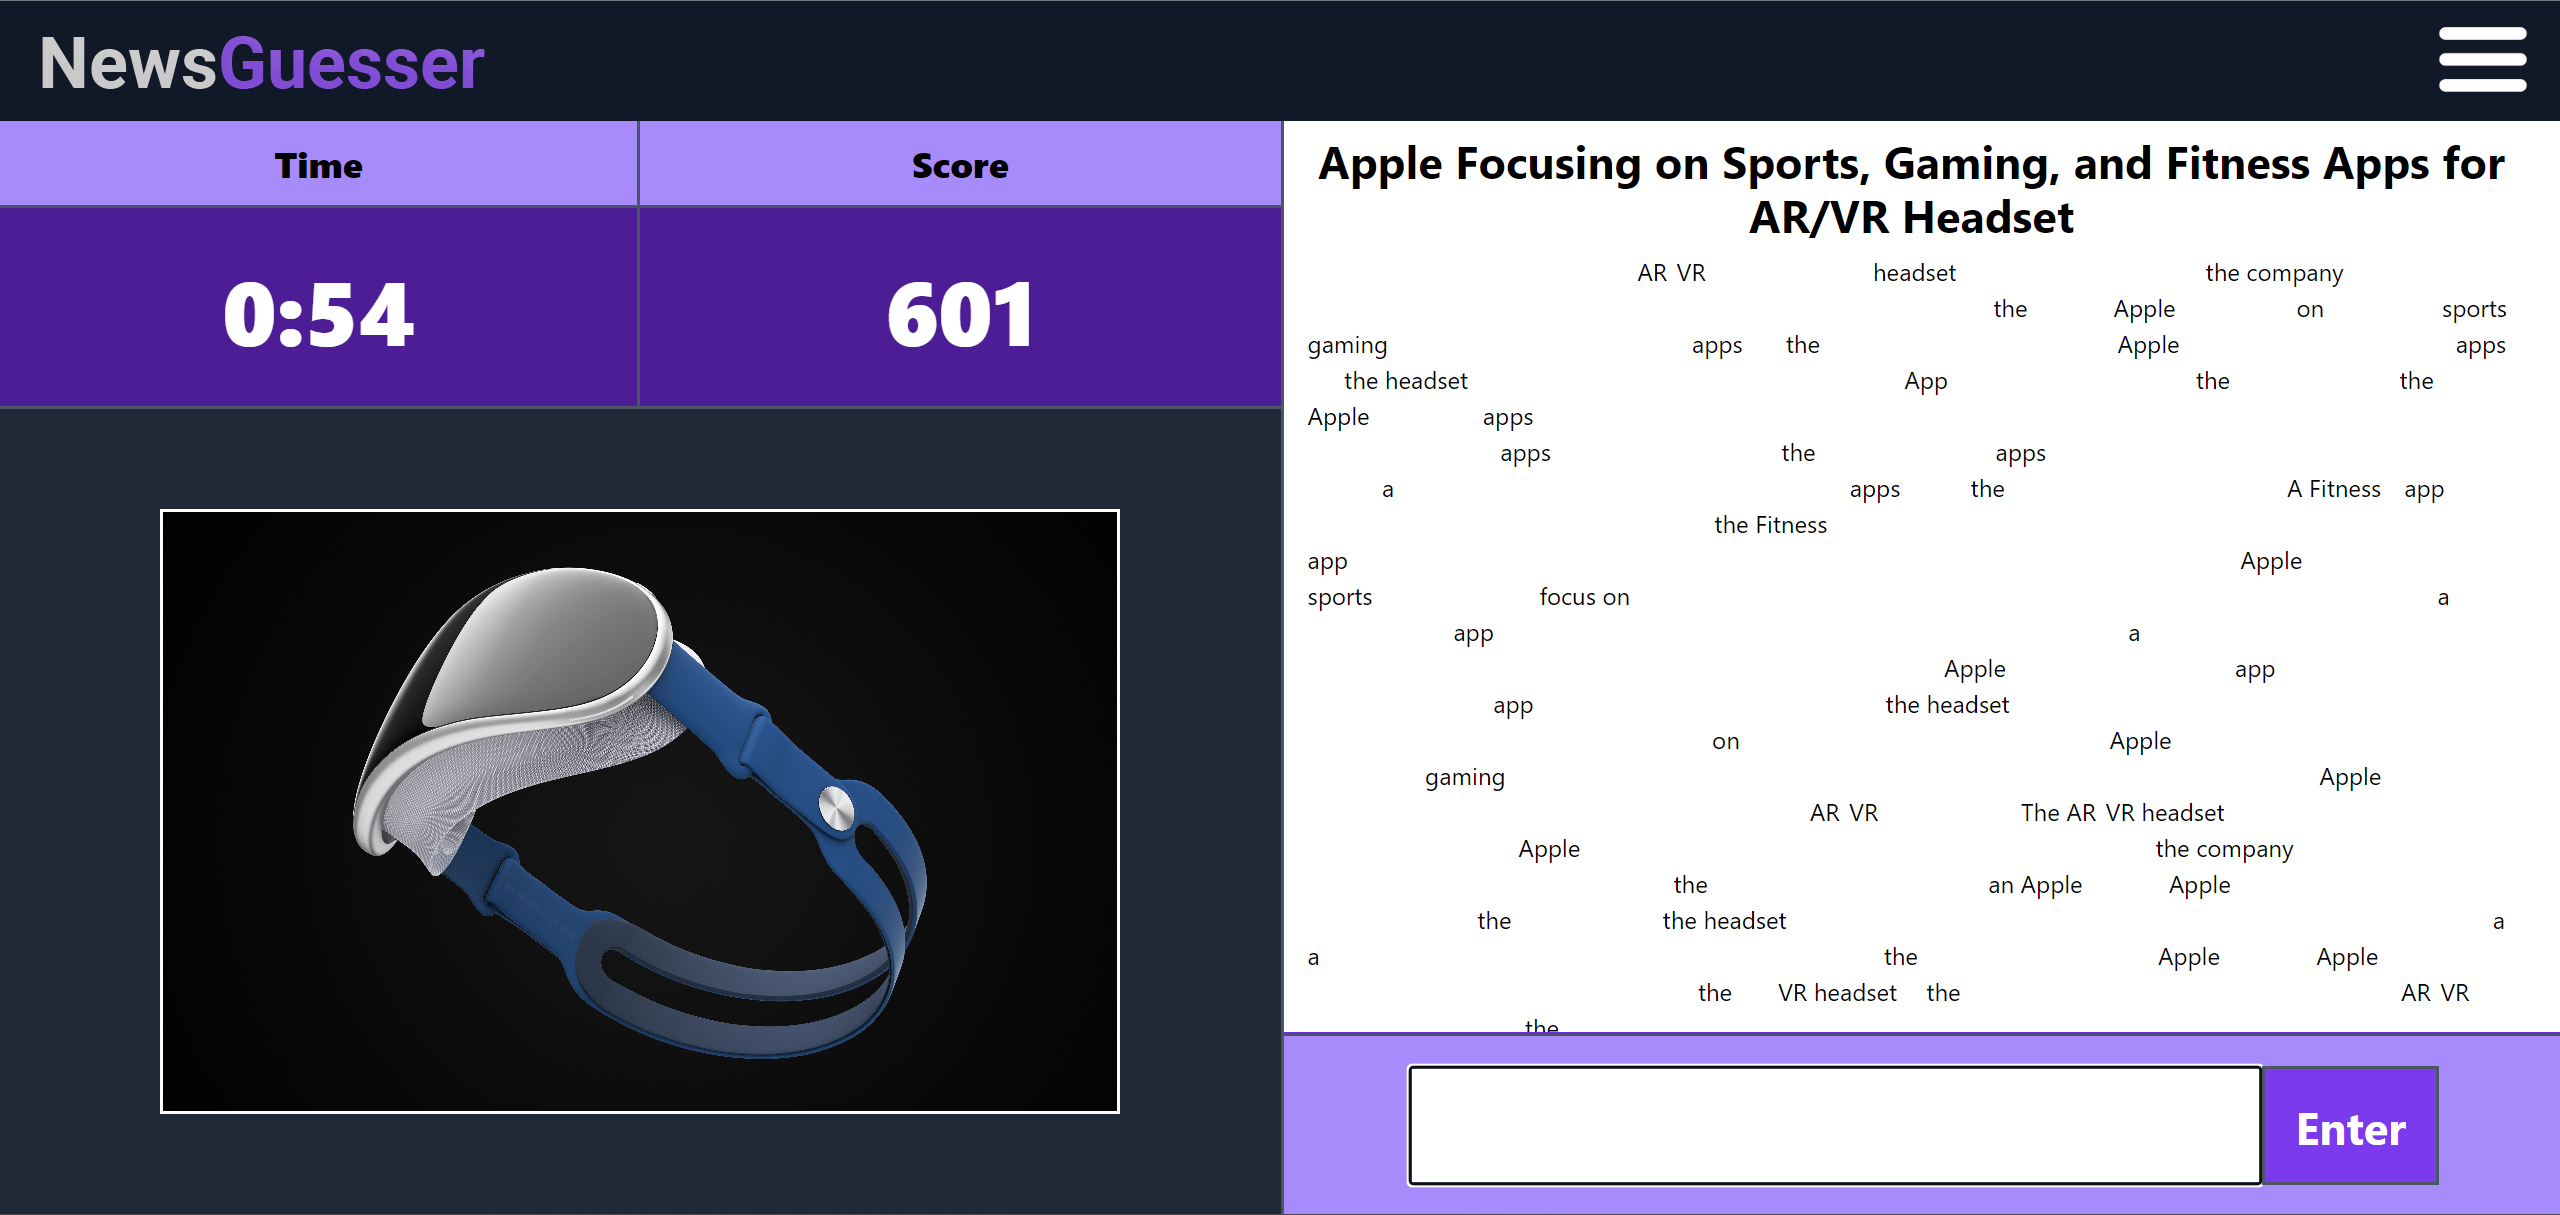 NewsGuesser
Time
Score
0:54
601
Apple Focusing on Sports, Gaming, and Fitness Apps for
AR/VR Headset
AR VR headset the company
the Apple on sports
gaming apps the Apple apps
the headset App the the
Apple apps
apps the apps
a apps the A Fitness app
the Fitness
app Apple
sports focus on a
app a
Apple app
app the headset
on Apple
gaming Apple
AR VR The AR VR headset
Apple the company
the an Apple Apple
the the headset a
a the Apple Apple
the VR headset the AR VR
the
Enter